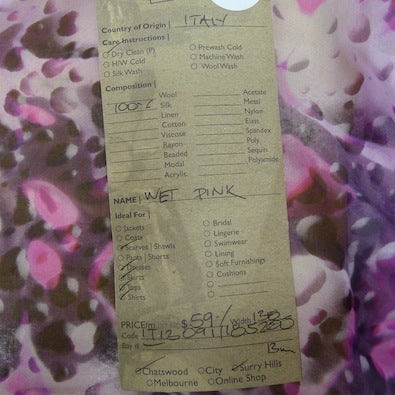 Country of Origin | ITALY
Care Instructions |
Dry Clean (P) Prewash Cold
H/W Cold Machine Wash
Silk Wash Wool Wash
Composition |
Wool Acetate
100% Silk Metal
Linen Nylon
Cotton Elast
Viscose Spandex
Rayon Poly
Beaded Sequin
Modal Polyamide
Acrylic
NAME | WET PINK
Ideal For |
Jackets Bridal
Coats Lingerie
Scarves | Shawls Swimwear
Pants | Shorts Lining
Dresses Soft Furnishings
Skirts Cushions
Tops
Shirts
PRICE/m $59-/ Width 138
Code
Bay #
Chatswood City Surry Hills
Melbourne Online Shop